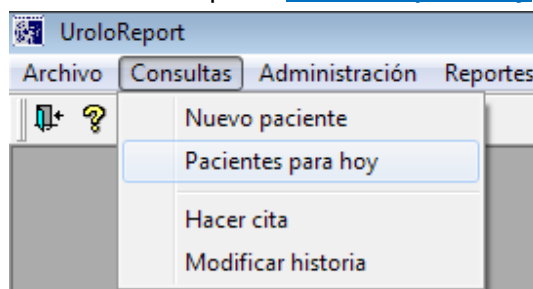 UroloReport
Archivo Consultas Administración Reportes
Nuevo paciente
Pacientes para hoy
Hacer cita
Modificar historia